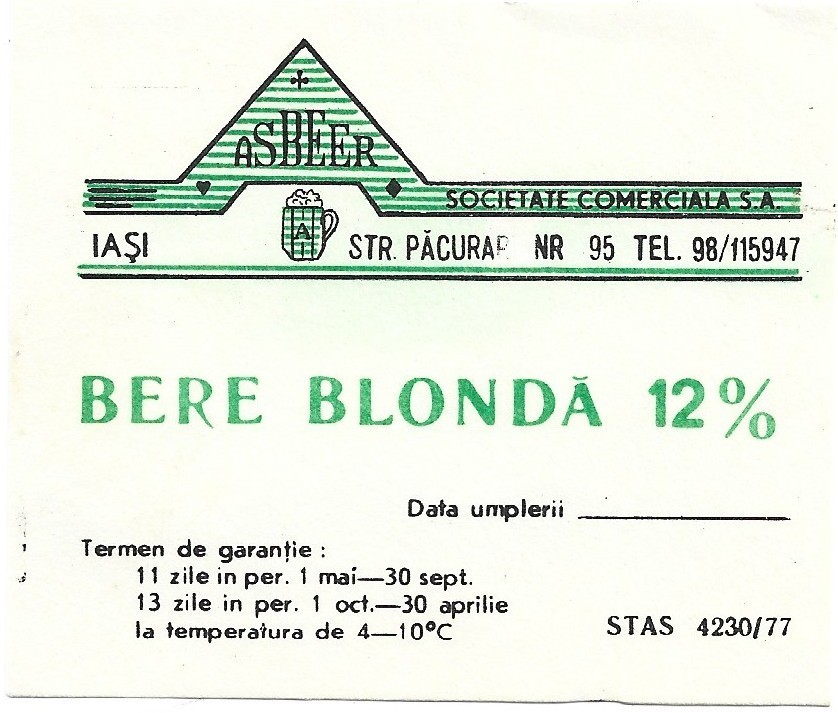 ASBEER
SOCIETATE COMERCIALA S.A.
A
IAŞI STR. PĂCURAR NR 95 TEL. 98/115947
BERE BLONDĂ 12%
Data umplerii
Termen de garanţie :
11 zile in per. 1 mai—30 sept.
13 zile in per. 1 oct.—30 aprilie
la temperatura de 4—10°C
STAS 4230/77